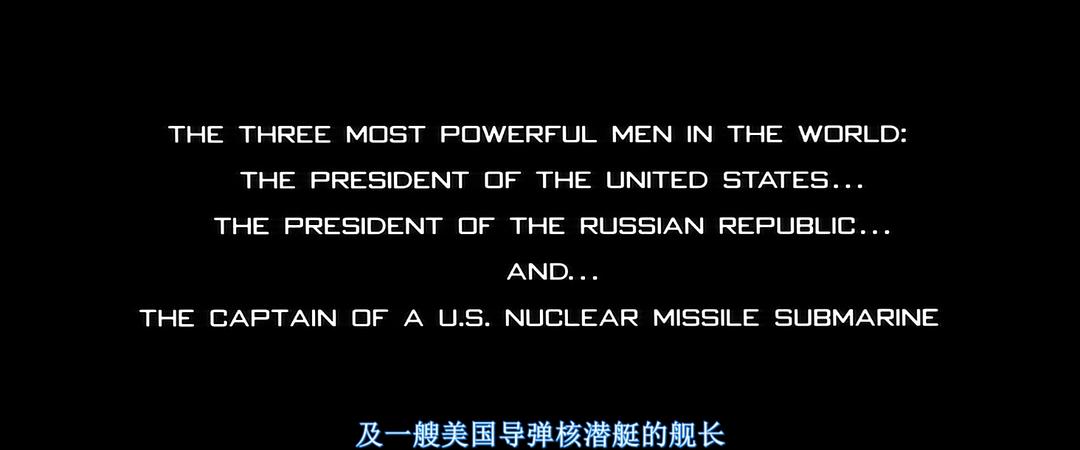 THE THREE MOST POWERFUL MEN IN THE WORLD:
THE PRESIDENT OF THE UNITED STATES...
THE PRESIDENT OF THE RUSSIAN REPUBLIC...
AND...
THE CAPTAIN OF A U.S. NUCLEAR MISSILE SUBMARINE
及一艘美国导弹核潜艇的舰长